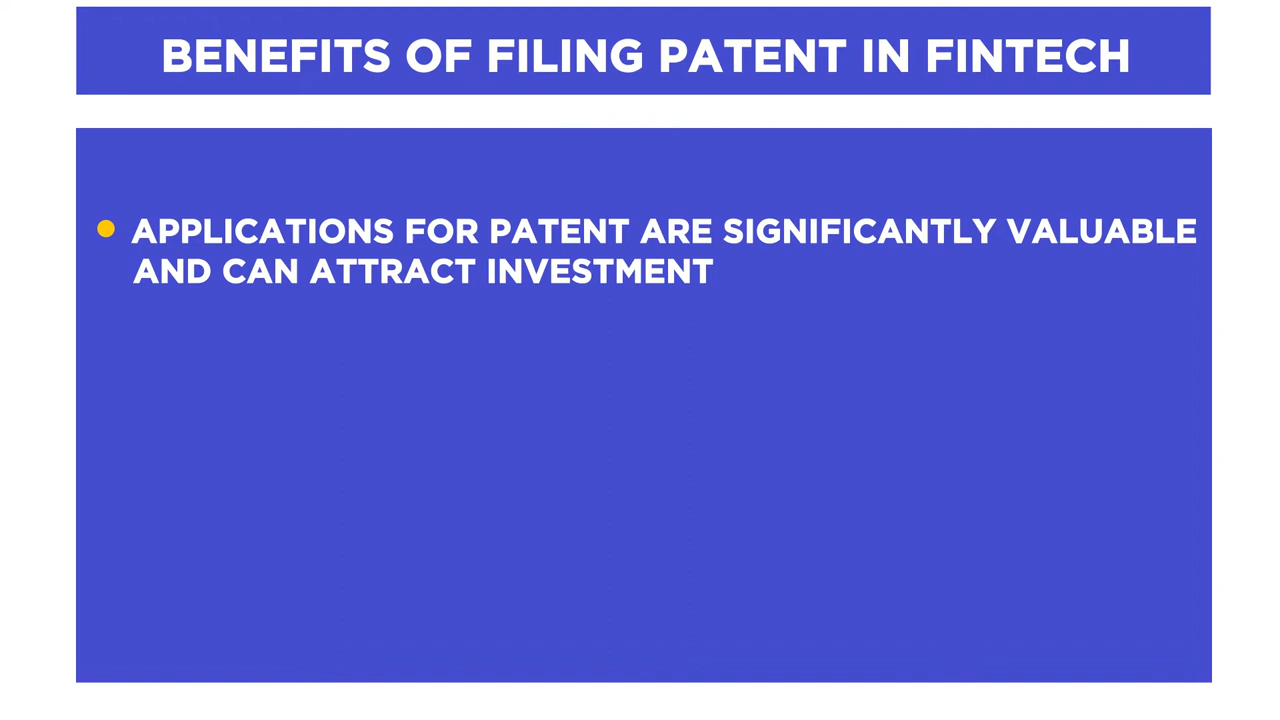 BENEFITS OF FILING PATENT IN FINTECH
APPLICATIONS FOR PATENT ARE SIGNIFICANTLY VALUABLE
AND CAN ATTRACT INVESTMENT